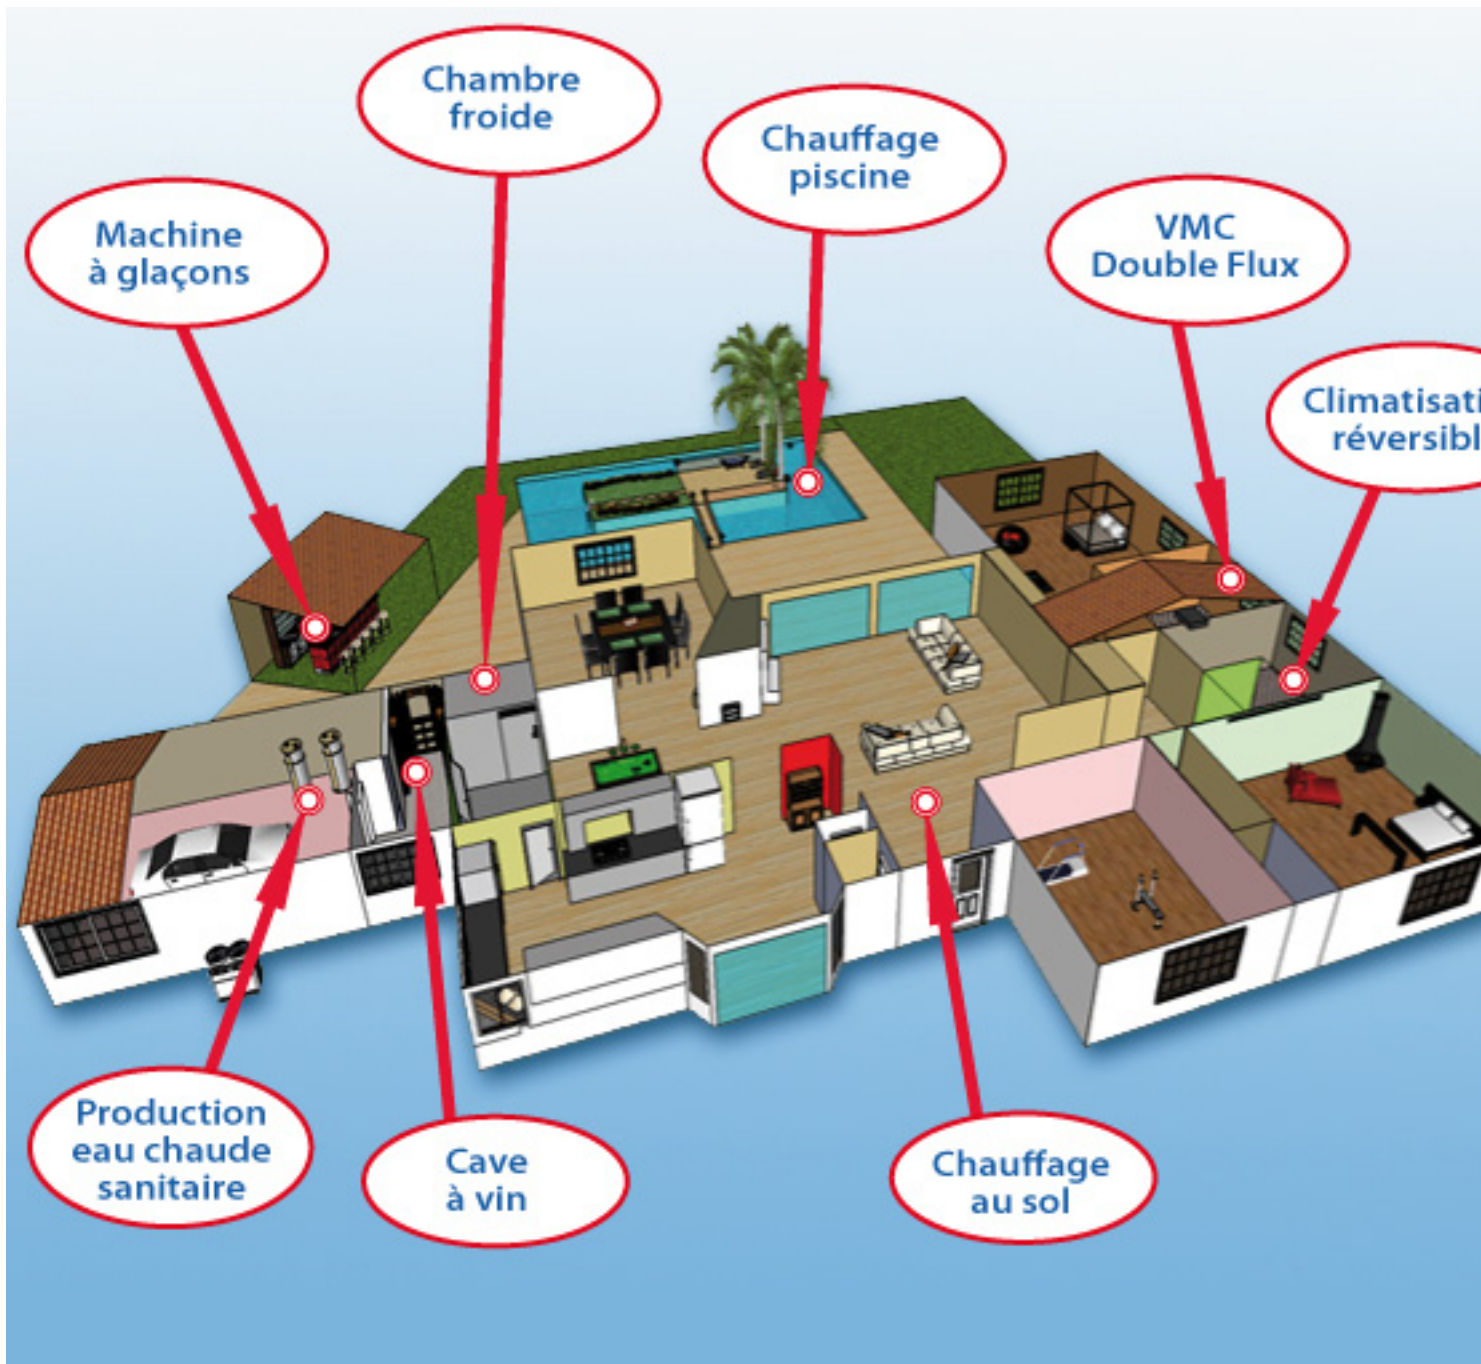 Chambre
froide
Chauffage
piscine
Machine
à glaçons
VMC
Double Flux
Climatisati
réversibl
Production
eau chaude
sanitaire
Cave
à vin
Chauffage
au sol